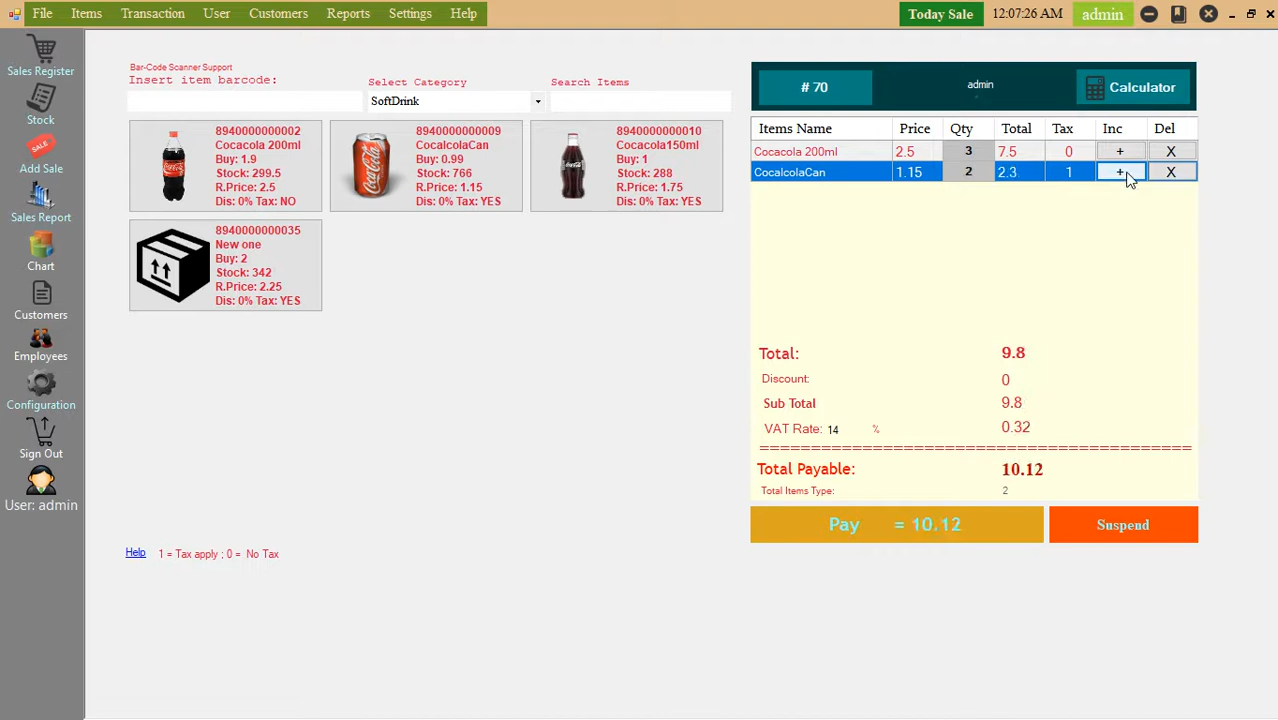 File Items Transaction User Customers Reports Settings Help
Today Sale 12:07:26 AM admin
Sales Register
Stock
SALE
Add Sale
Sales Report
Chart
Customers
Employees
Configuration
Sign Out
User: admin
Bar-Code Scanner Support
Insert item barcode:
Select Category
Search Items
SoftDrink
8940000000002
Cocacola 200ml
Buy: 1.9
Stock: 299.5
R.Price: 2.5
Dis: 0% Tax: NO
8940000000009
CocalcolaCan
Buy: 0.99
Stock: 766
R.Price: 1.15
Dis: 0% Tax: YES
8940000000010
Cocacola150ml
Buy: 1
Stock: 288
R.Price: 1.75
Dis: 0% Tax: YES
8940000000035
New one
Buy: 2
Stock: 342
R.Price: 2.25
Dis: 0% Tax: YES
Help 1 = Tax apply ; 0 = No Tax
# 70 admin Calculator
Items Name Price Qty Total Tax Inc Del
Cocacola 200ml 2.5 3 7.5 0 + X
CocalcolaCan 1.15 2 2.3 1 + X
Total: 9.8
Discount: 0
Sub Total 9.8
VAT Rate: 14 % 0.32
Total Payable: 10.12
Total Items Type: 2
Pay = 10.12 Suspend